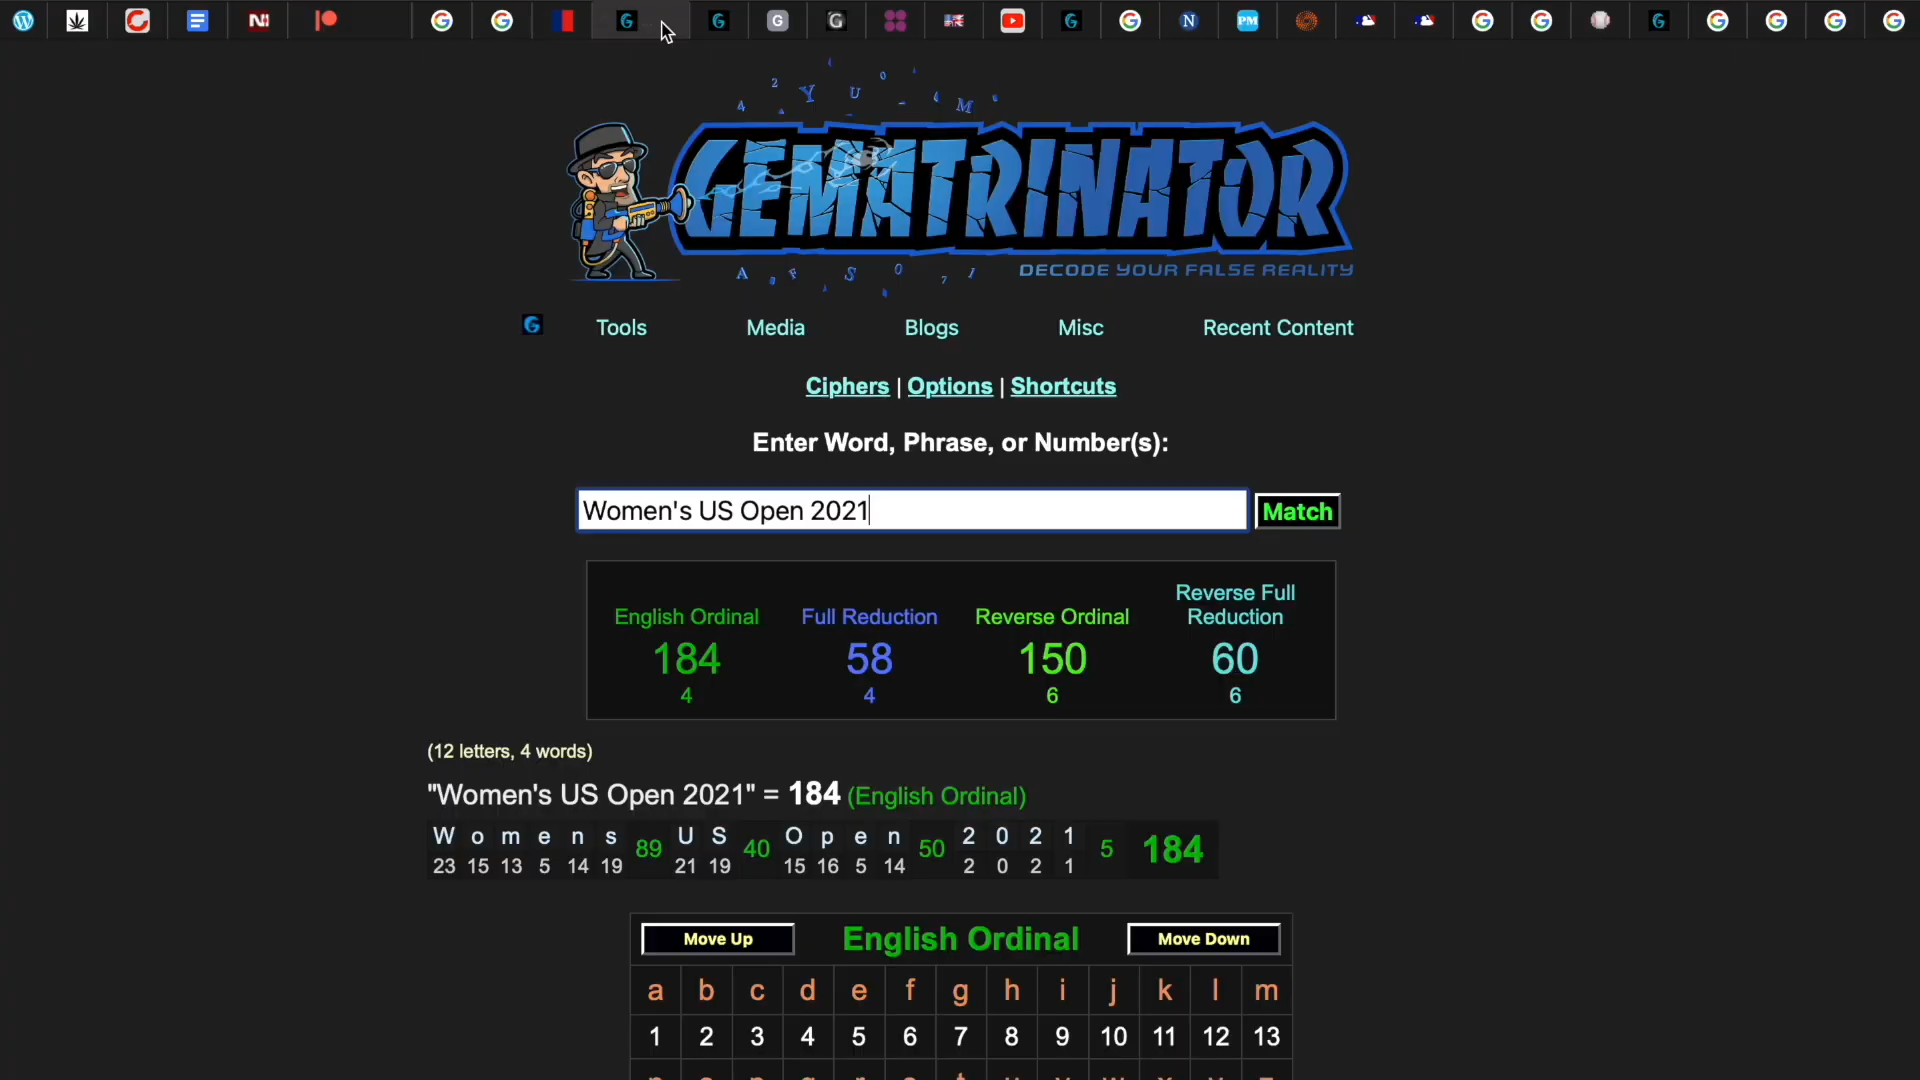 2 Y U 0 M
4
GEMATRINATOR
A F S 0 7 I
DECODE YOUR FALSE REALITY
G Tools Media Blogs Misc Recent Content
Ciphers | Options | Shortcuts
Enter Word, Phrase, or Number(s):
Women's US Open 2021 Match
English Ordinal Full Reduction Reverse Ordinal Reverse Full Reduction
184 58 150 60
4 4 6 6
(12 letters, 4 words)
"Women's US Open 2021" = 184 (English Ordinal)
W o m e n s 89 U S 40 O p e n 50 2 0 2 1 5 184
23 15 13 5 14 19 21 19 15 16 5 14 2 0 2 1
Move Up English Ordinal Move Down
a b c d e f g h i j k l m
1 2 3 4 5 6 7 8 9 10 11 12 13